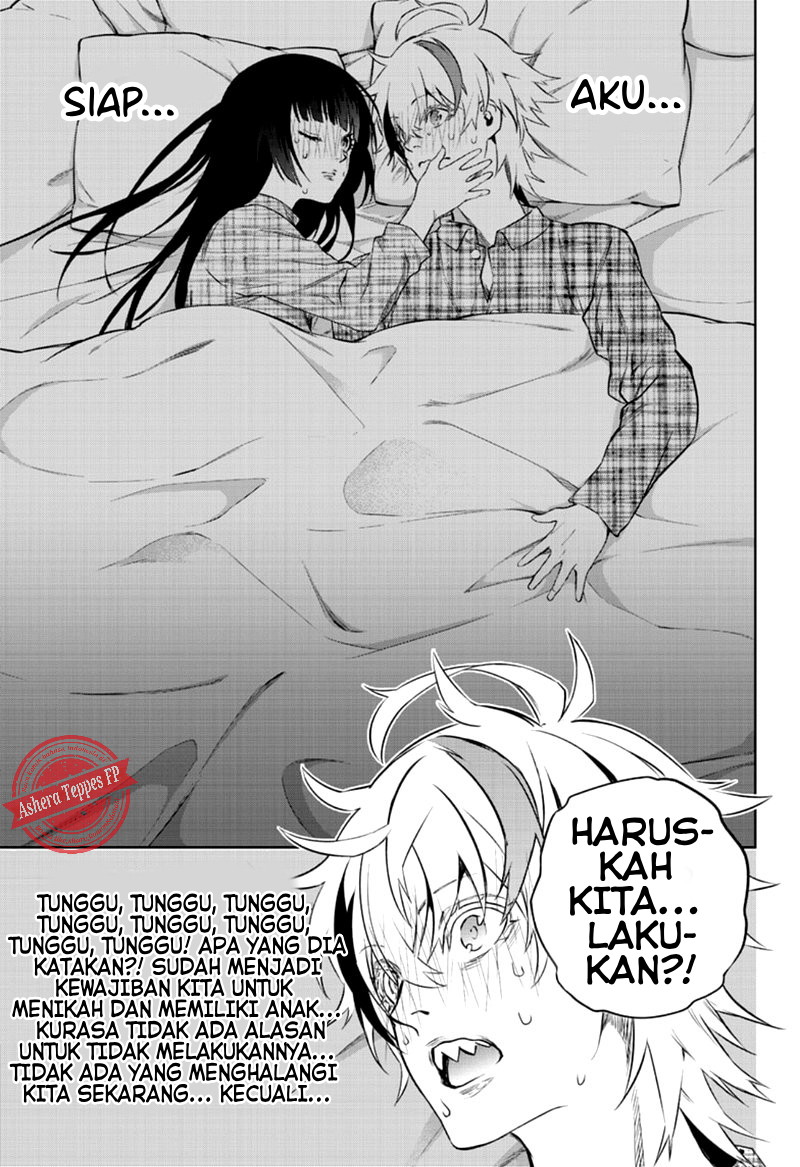 AKU...
SIAP...
HARUS-
KAH
KITA...
LAKU-
KAN?!
TUNGGU, TUNGGU, TUNGGU,
TUNGGU, TUNGGU, TUNGGU,
TUNGGU, TUNGGU! APA YANG DIA
KATAKAN?! SUDAH MENJADI
KEWAJIBAN KITA UNTUK
MENIKAH DAN MEMILIKI ANAK...
KURASA TIDAK ADA ALASAN
UNTUK TIDAK MELAKUKANNYA...
TIDAK ADA YANG MENGHALANGI
KITA SEKARANG... KECUALI...
Ashera Teppes FP